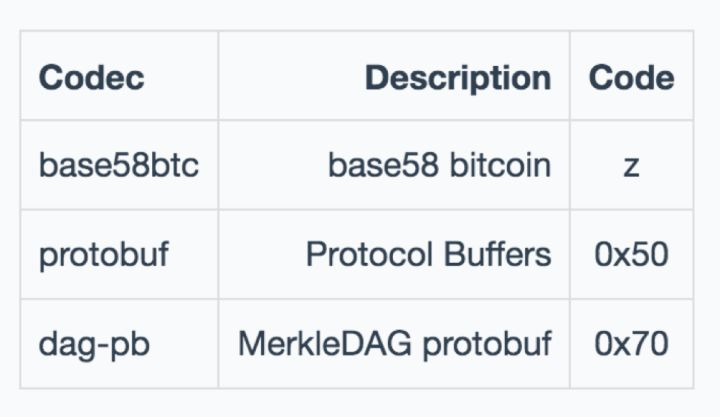 Codec Description Code
base58btc base58 bitcoin z
protobuf Protocol Buffers 0x50
dag-pb MerkleDAG protobuf 0x70